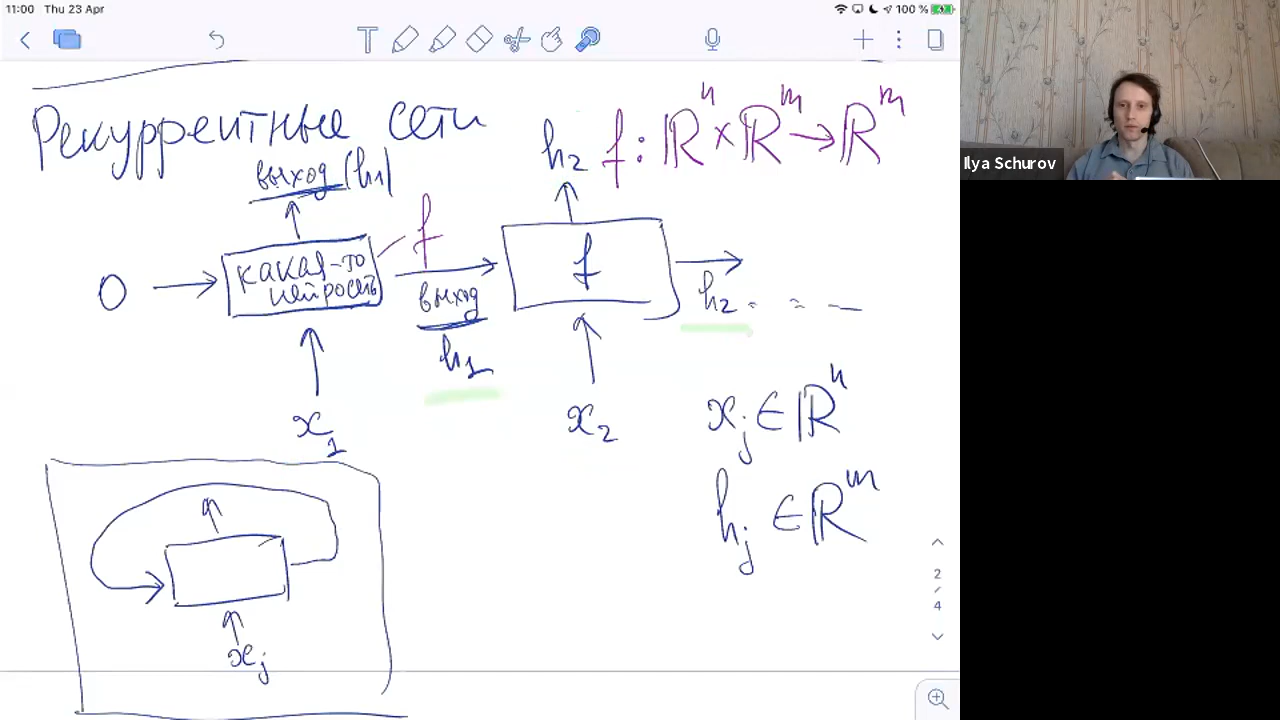 11:00 Thu 23 Apr
100 %
Ilya Schurov
Рекуррентные сети
f: ℝⁿ × ℝᵐ → ℝᵐ
выход (h₁)
h₂
0
какая-то
нейросеть
f
выход
h₁
f
h₂ . . .
x₁
x₂
xⱼ ∈ ℝⁿ
hⱼ ∈ ℝᵐ
xⱼ
2
/
4